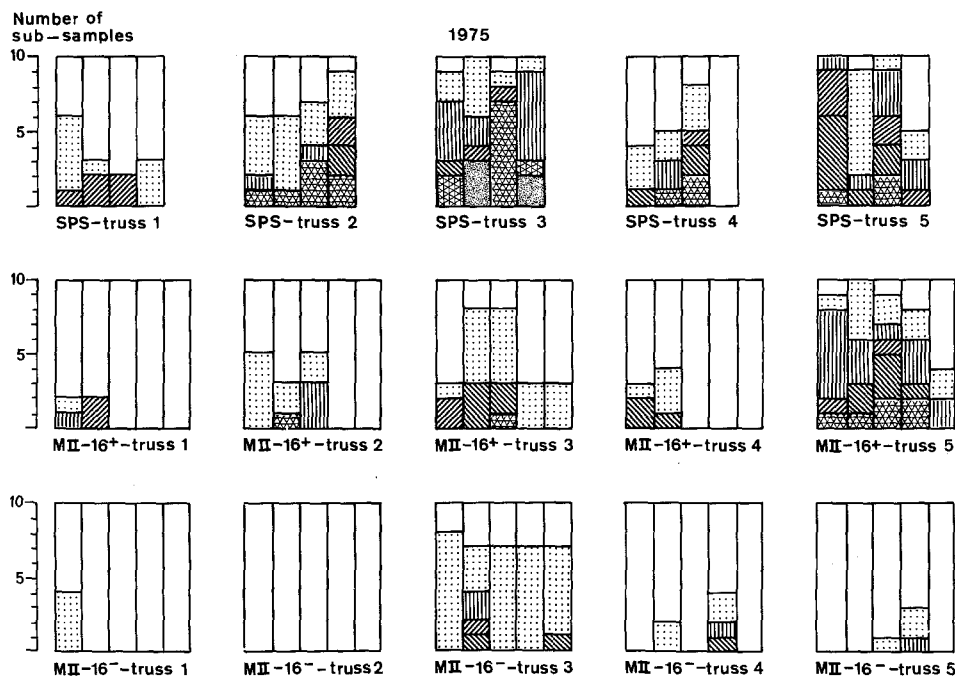 Number of
sub-samples
1975
10
5
SPS-truss 1
SPS-truss 2
SPS-truss 3
SPS-truss 4
SPS-truss 5
10
5
MII-16+-truss 1
MII-16+-truss 2
MII-16+-truss 3
MII-16+-truss 4
MII-16+-truss 5
10
5
MII-16--truss 1
MII-16--truss 2
MII-16--truss 3
MII-16--truss 4
MII-16--truss 5